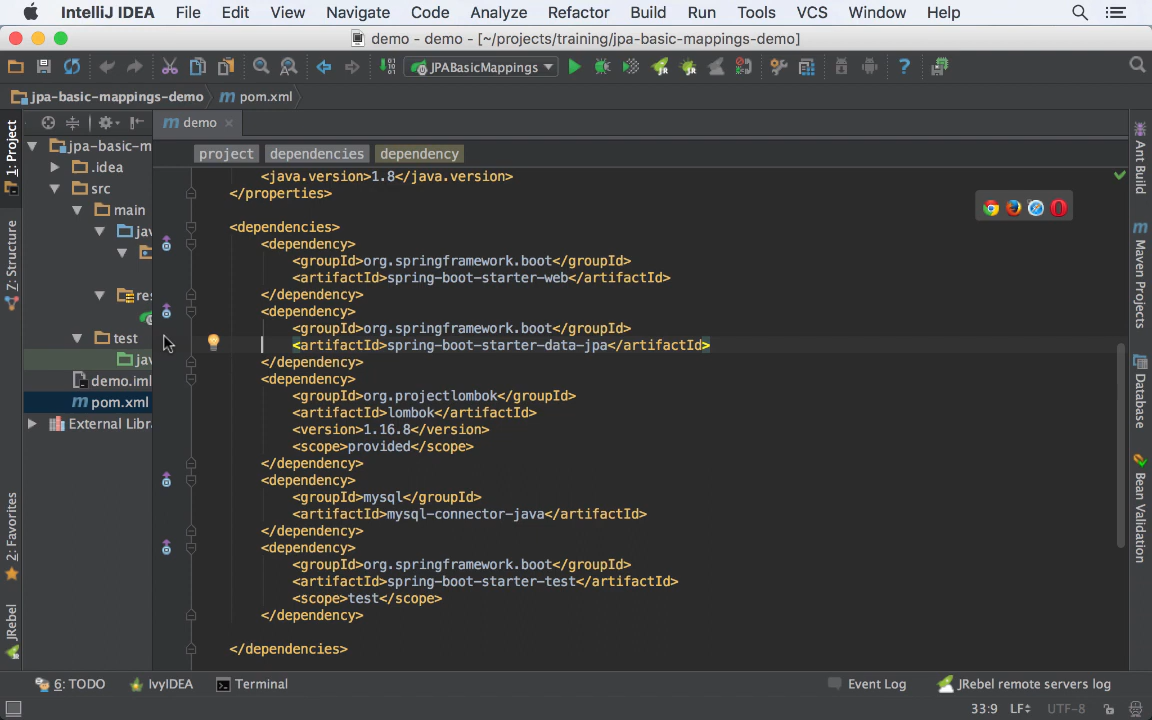 IntelliJ IDEA File Edit View Navigate Code Analyze Refactor Build Run Tools VCS Window Help
demo - demo - [~/projects/training/jpa-basic-mappings-demo]
JPABasicMappings
jpa-basic-mappings-demo pom.xml
1: Project
Z: Structure
2: Favorites
JRebel
jpa-basic-m
.idea
src
main
jav
res
test
jav
demo.iml
pom.xml
External Libra
demo
project dependencies dependency
<java.version>1.8</java.version>
</properties>
<dependencies>
<dependency>
<groupId>org.springframework.boot</groupId>
<artifactId>spring-boot-starter-web</artifactId>
</dependency>
<dependency>
<groupId>org.springframework.boot</groupId>
<artifactId>spring-boot-starter-data-jpa</artifactId>
</dependency>
<dependency>
<groupId>org.projectlombok</groupId>
<artifactId>lombok</artifactId>
<version>1.16.8</version>
<scope>provided</scope>
</dependency>
<dependency>
<groupId>mysql</groupId>
<artifactId>mysql-connector-java</artifactId>
</dependency>
<dependency>
<groupId>org.springframework.boot</groupId>
<artifactId>spring-boot-starter-test</artifactId>
<scope>test</scope>
</dependency>
</dependencies>
Ant Build
Maven Projects
Database
Bean Validation
6: TODO IvyIDEA Terminal Event Log JRebel remote servers log
33:9 LF UTF-8